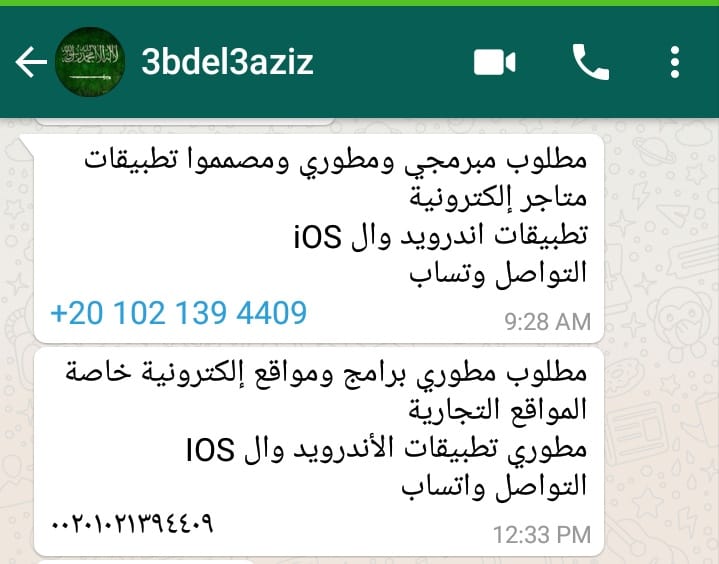 3bdel3aziz
مطلوب مبرمجي ومطوري ومصمموا تطبيقات
متاجر إلكترونية
تطبيقات اندرويد وال iOS
التواصل وتساب
+20 102 139 4409
9:28 AM
مطلوب مطوري برامج ومواقع إلكترونية خاصة
المواقع التجارية
مطوري تطبيقات الأندرويد وال IOS
التواصل واتساب
٠٠٢٠١٠٢١٣٩٤٤٠٩
12:33 PM